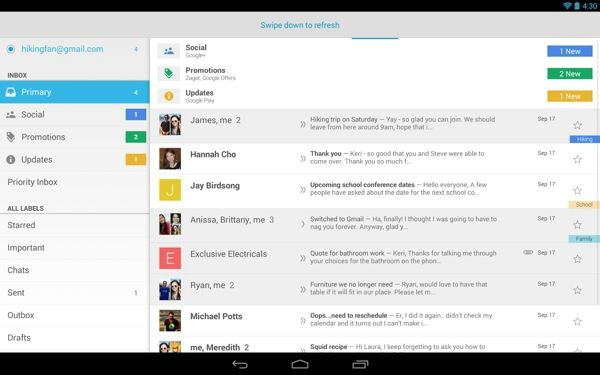 4:30
Swipe down to refresh
hikingfan@gmail.com 4
INBOX
Primary 4
Social 1
Promotions 2
Updates 1
Priority Inbox
ALL LABELS
Starred
Important
Chats
Sent 1
Outbox
Drafts
Social
Google+
1 New
Promotions
Zagat, Google Offers
2 New
Updates
Google Play
1 New
James, me 2
Hiking trip on Saturday — Yay - so glad you can join. We should
leave from here around 9am, hope that i...
Sep 17
Hiking
Hannah Cho
Thank you — Keri - so good that you and Steve were able to
come over. Thank you so much f...
Sep 17
Jay Birdsong
Upcoming school conference dates — Hello everyone, A few
people have asked about the date for the next school co...
Sep 17
School
Anissa, Brittany, me 3
Switched to Gmail — Ha, finally! I thought I was going to have to
nag you forever. Anyway, glad y...
Sep 17
Family
E
J
Exclusive Electricals
Quote for bathroom work — Keri, Thanks for talking me through
your choices for the bathroom on the phon...
Sep 17
Ryan, me 2
Furniture we no longer need — Ryan, would love to have that
table if it will fit in our place. Please let m...
Sep 17
Michael Potts
Oops...need to reschedule — Er, I did it again...didn't check my
calendar and it turns out I can't mak...
Sep 17
me, Meredith 2
Squid recipe — Hi Laura, I keep forgetting to ask you how to
Sep 17